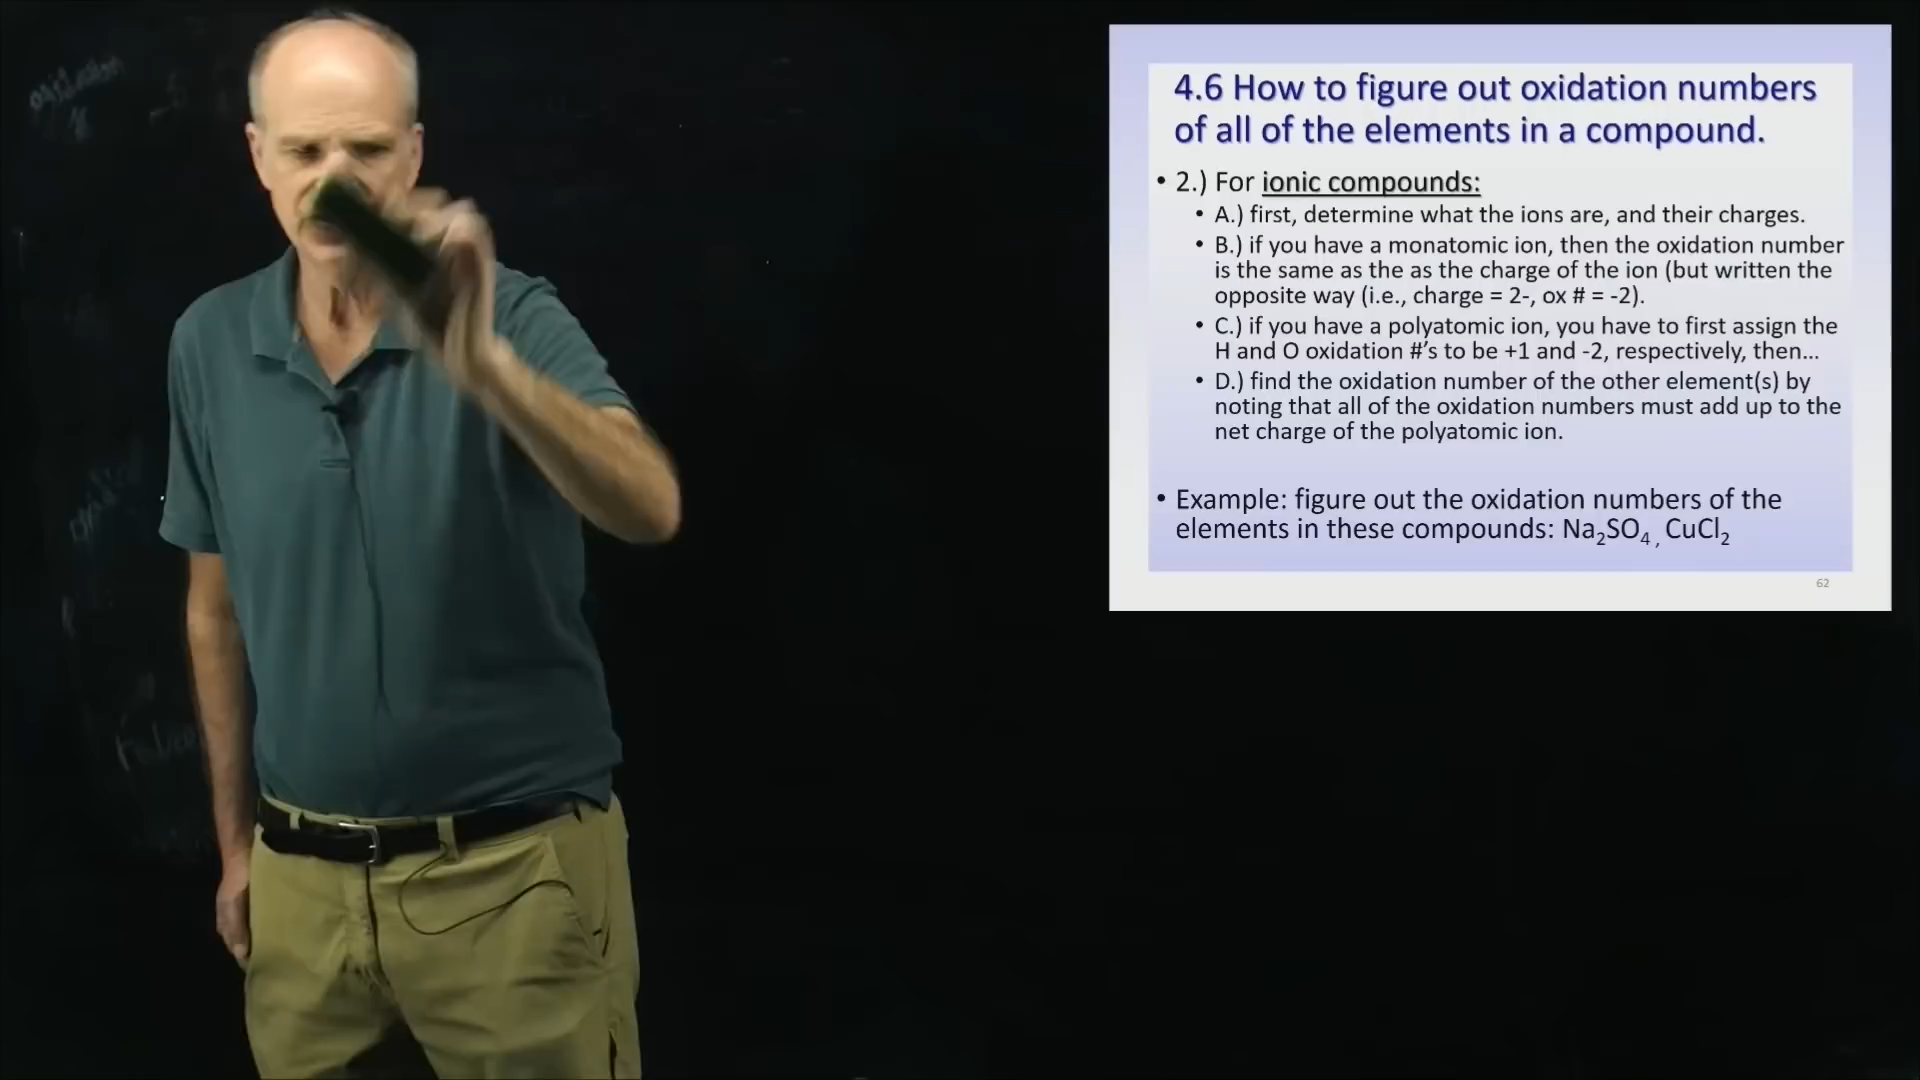 oxidation
4.6 How to figure out oxidation numbers
of all of the elements in a compound.
• 2.) For ionic compounds:
• A.) first, determine what the ions are, and their charges.
• B.) if you have a monatomic ion, then the oxidation number
is the same as the as the charge of the ion (but written the
opposite way (i.e., charge = 2-, ox # = -2).
• C.) if you have a polyatomic ion, you have to first assign the
H and O oxidation #'s to be +1 and -2, respectively, then...
• D.) find the oxidation number of the other element(s) by
noting that all of the oxidation numbers must add up to the
net charge of the polyatomic ion.
• Example: figure out the oxidation numbers of the
elements in these compounds: Na₂SO₄ , CuCl₂
62